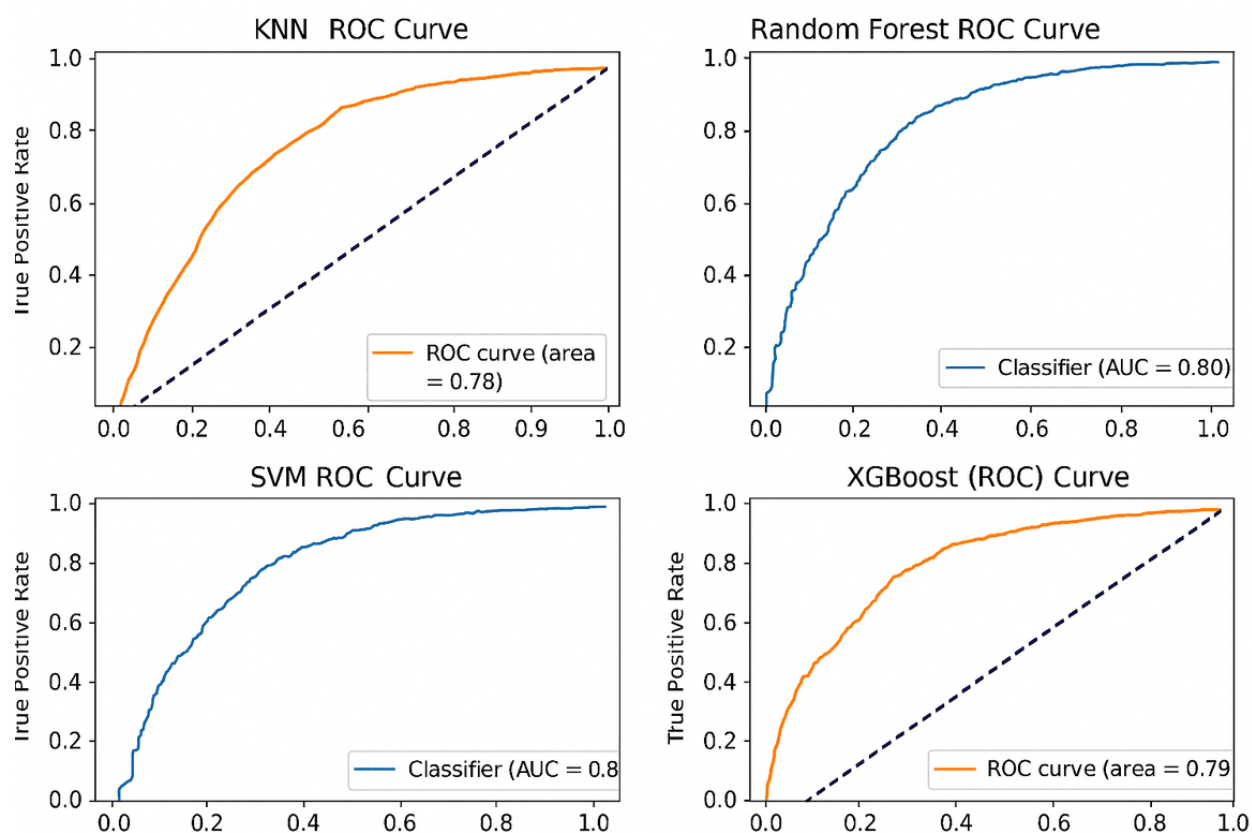 KNN ROC Curve
1.0
0.8
0.6
0.4
0.2
True Positive Rate
ROC curve (area
= 0.78)
0.0 0.2 0.4 0.6 0.8 0.9 1.0
Random Forest ROC Curve
1.0
0.8
0.6
0.4
0.2
Classifier (AUC = 0.80)
0.0 0.2 0.4 0.6 0.8 1.0
SVM ROC Curve
1.0
0.8
0.6
0.4
0.2
0.0
True Positive Rate
Classifier (AUC = 0.8
0.0 0.2 0.4 0.6 0.8 1.0
XGBoost (ROC) Curve
1.0
0.8
0.6
0.4
0.2
0.0
True Positive Rate
ROC curve (area = 0.79
0.0 0.2 0.4 0.6 0.8 1.0